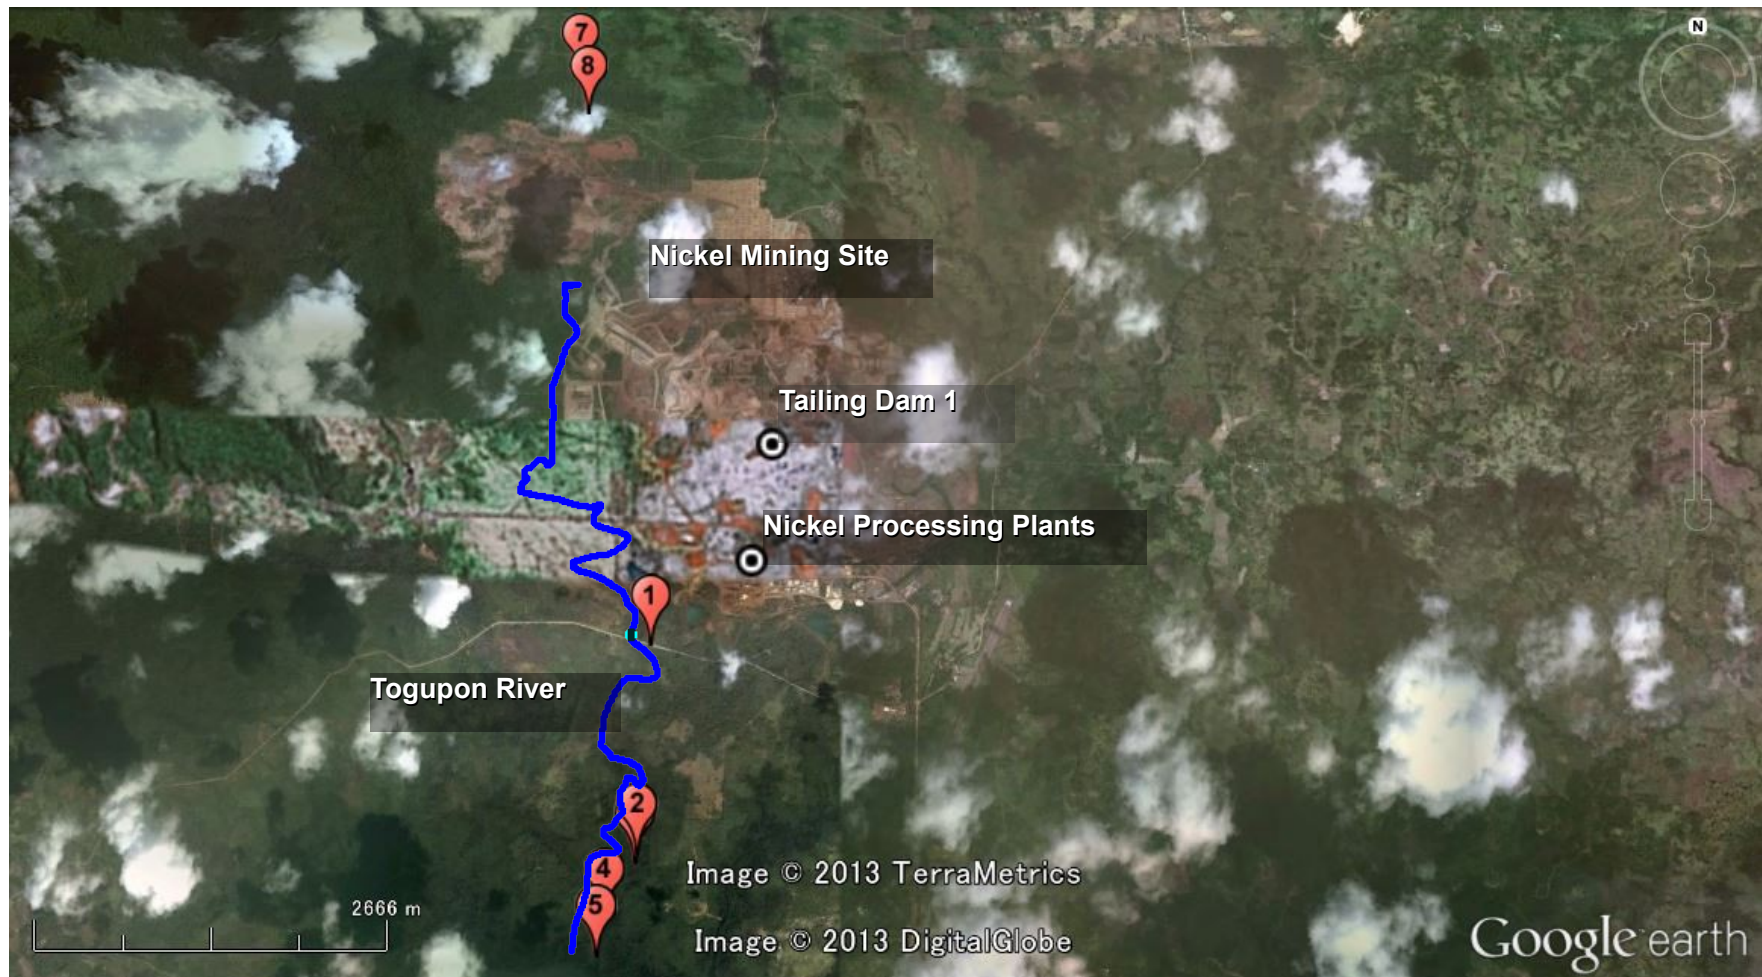 N
7
8
Nickel Mining Site
Tailing Dam 1
Nickel Processing Plants
1
Togupon River
2
4
5
Image © 2013 TerraMetrics
2666 m
Image © 2013 DigitalGlobe
Google earth